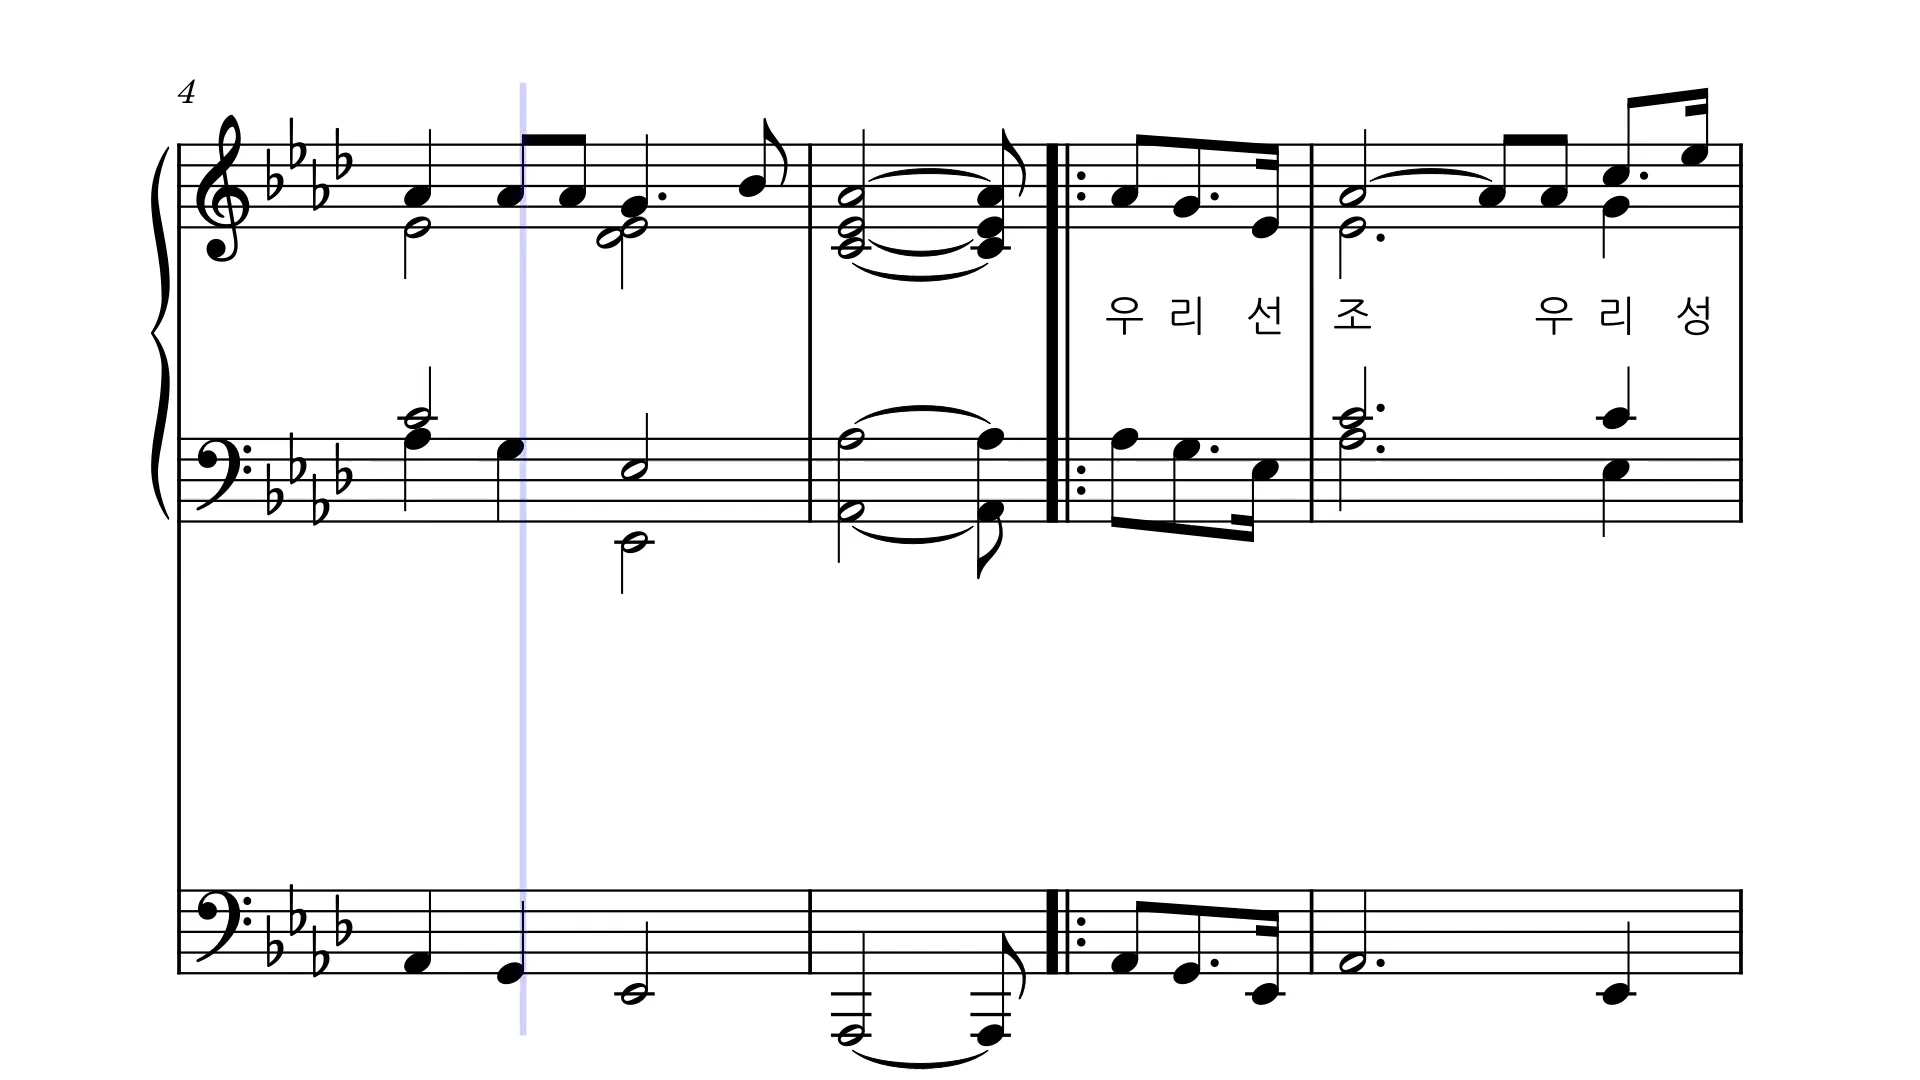 4
우 리 선 조 우 리 성